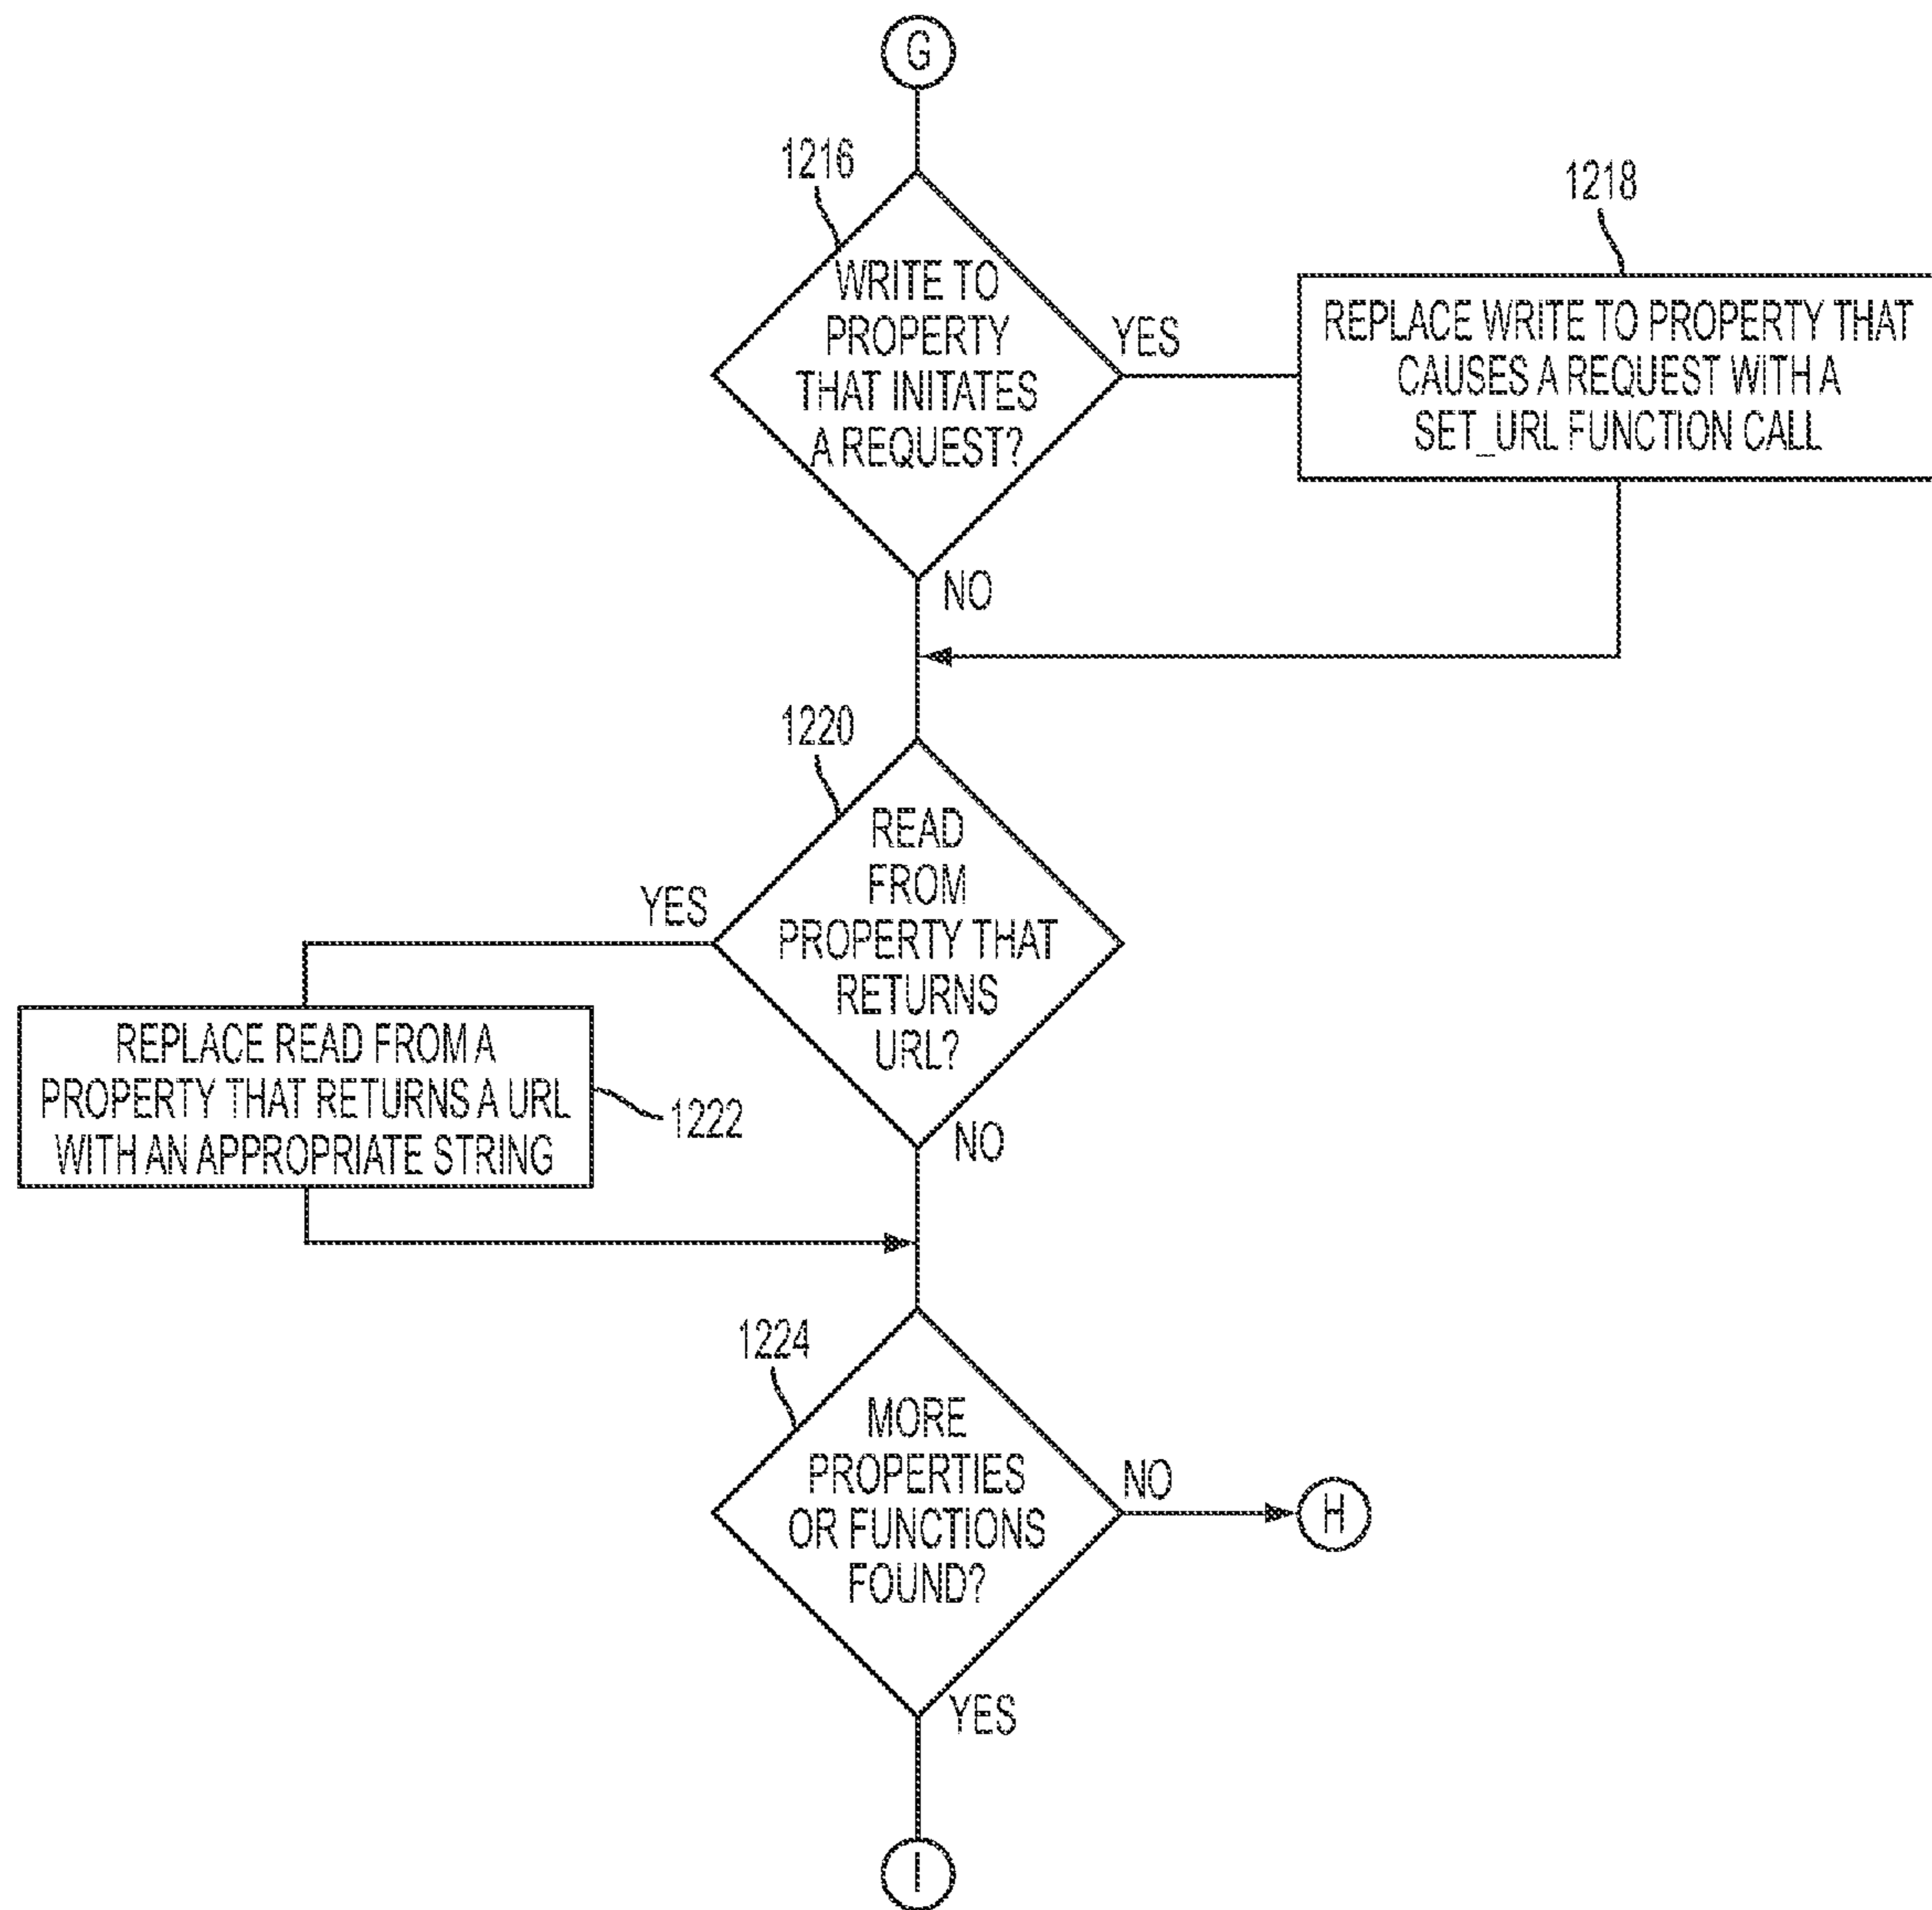 G
1216
WRITE TO
PROPERTY
THAT INITATES
A REQUEST?
YES
NO
1218
REPLACE WRITE TO PROPERTY THAT
CAUSES A REQUEST WITH A
SET_URL FUNCTION CALL
1220
READ
FROM
PROPERTY THAT
RETURNS
URL?
YES
NO
REPLACE READ FROM A
PROPERTY THAT RETURNS A URL
WITH AN APPROPRIATE STRING
1222
1224
MORE
PROPERTIES
OR FUNCTIONS
FOUND?
NO
H
YES
I